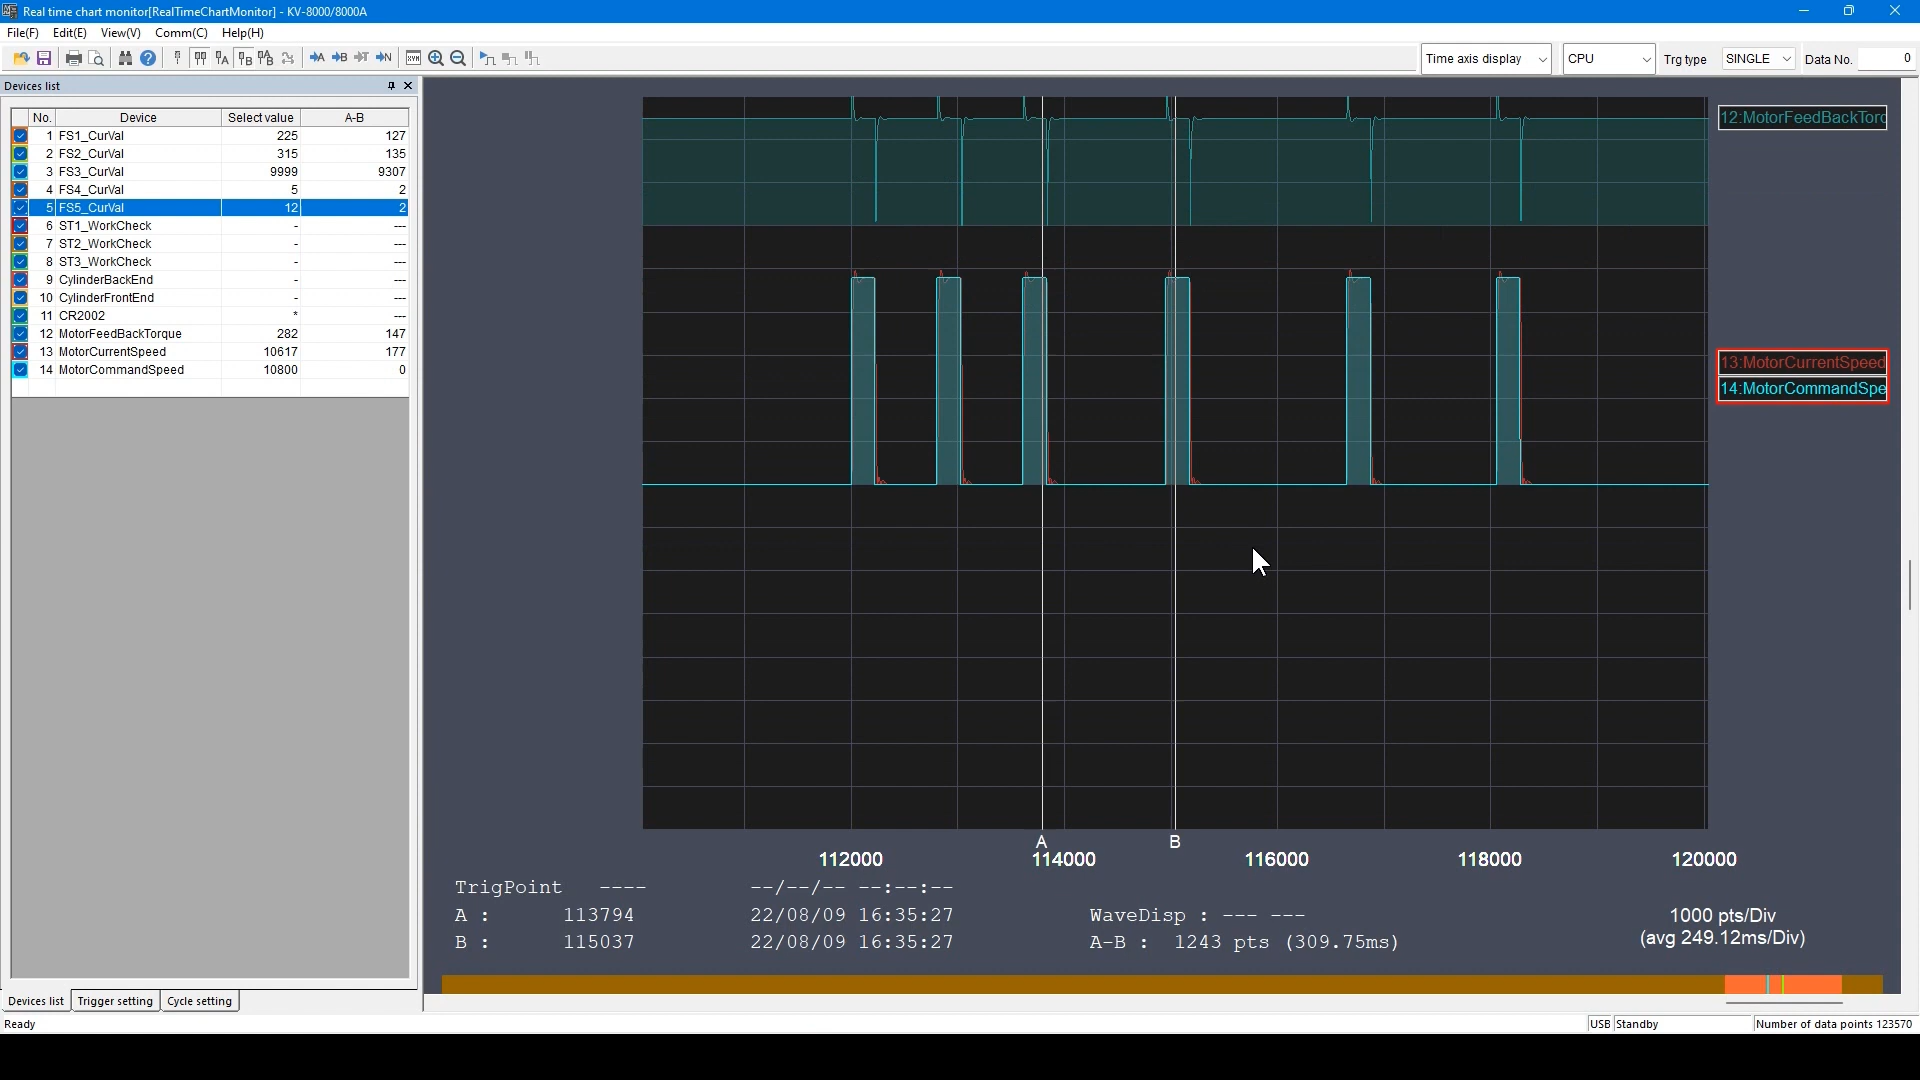 Real time chart monitor[RealTimeChartMonitor] - KV-8000/8000A
File(F) Edit(E) View(V) Comm(C) Help(H)
Time axis display CPU Trg type SINGLE Data No. 0
Devices list
No. Device Select value A-B
1 FS1_CurVal 225 127
2 FS2_CurVal 315 135
3 FS3_CurVal 9999 9307
4 FS4_CurVal 5 2
5 FS5_CurVal 12 2
6 ST1_WorkCheck - ---
7 ST2_WorkCheck - ---
8 ST3_WorkCheck - ---
9 CylinderBackEnd - ---
10 CylinderFrontEnd - ---
11 CR2002 * ---
12 MotorFeedBackTorque 282 147
13 MotorCurrentSpeed 10617 177
14 MotorCommandSpeed 10800 0
12:MotorFeedBackTorq
13:MotorCurrentSpeed
14:MotorCommandSpe
A B
112000 114000 116000 118000 120000
TrigPoint ---- --/--/-- --:--:--
A : 113794 22/08/09 16:35:27 WaveDisp : --- ---
B : 115037 22/08/09 16:35:27 A-B : 1243 pts (309.75ms)
1000 pts/Div
(avg 249.12ms/Div)
Devices list Trigger setting Cycle setting
Ready USB Standby Number of data points 123570